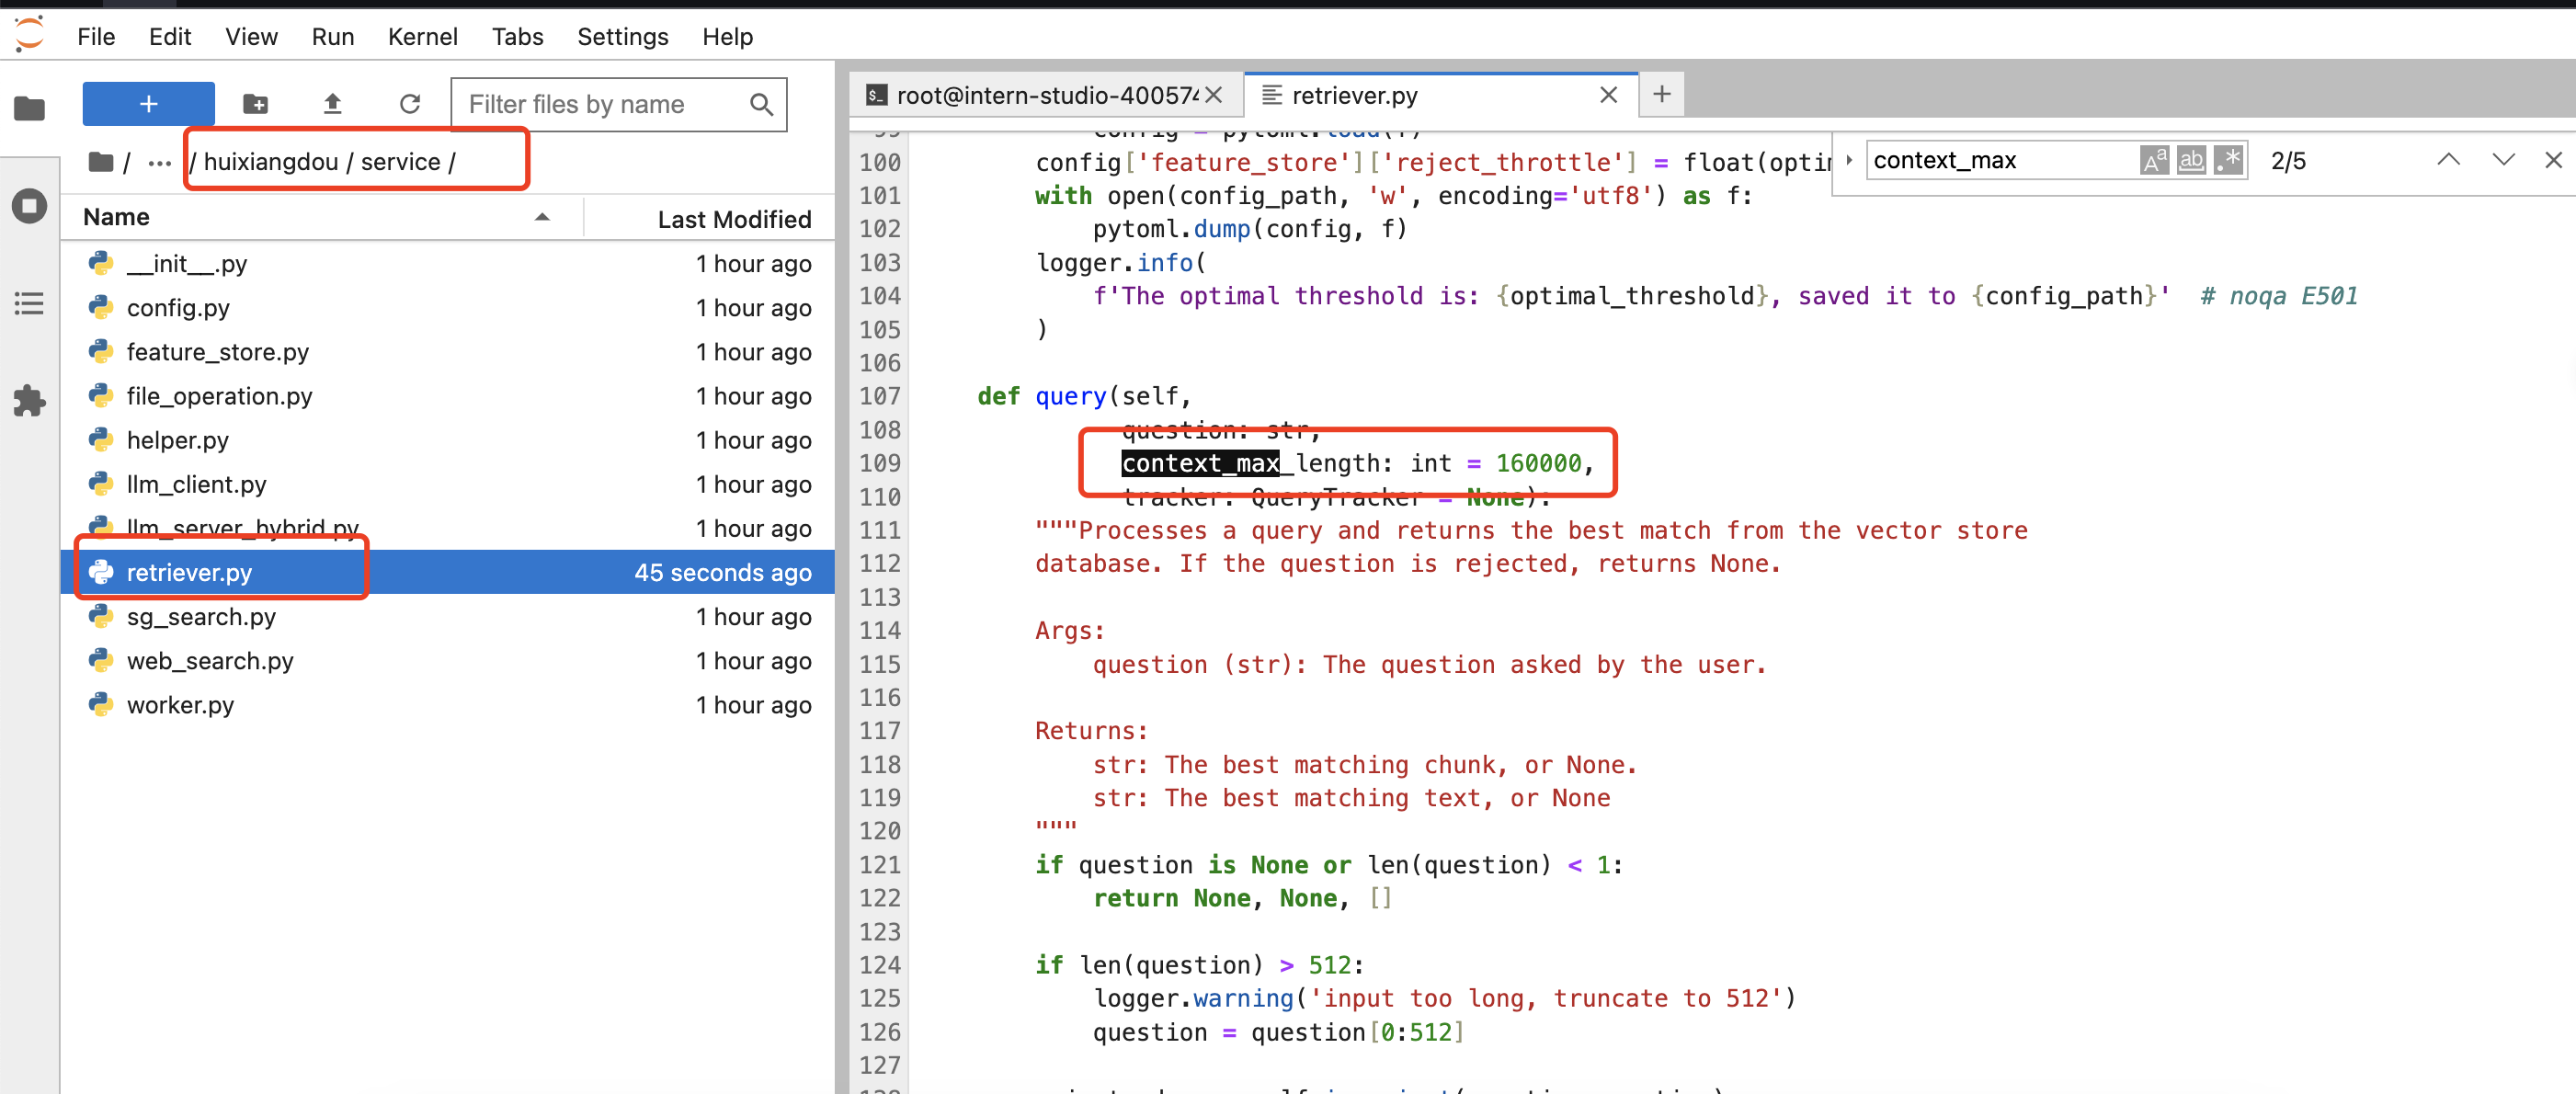 File Edit View Run Kernel Tabs Settings Help
+
Filter files by name
/ ··· / huixiangdou / service /
Name Last Modified
__init__.py 1 hour ago
config.py 1 hour ago
feature_store.py 1 hour ago
file_operation.py 1 hour ago
helper.py 1 hour ago
llm_client.py 1 hour ago
llm_server_hybrid.py 1 hour ago
retriever.py 45 seconds ago
sg_search.py 1 hour ago
web_search.py 1 hour ago
worker.py 1 hour ago
$_ root@intern-studio-400574
retriever.py
+
context_max Aa ab .* 2/5
99 config = pytoml.load(f)
100 config['feature_store']['reject_throttle'] = float(optim
101 with open(config_path, 'w', encoding='utf8') as f:
102 pytoml.dump(config, f)
103 logger.info(
104 f'The optimal threshold is: {optimal_threshold}, saved it to {config_path}' # noqa E501
105 )
106
107 def query(self,
108 question: str,
109 context_max_length: int = 160000,
110 tracker: QueryTracker = None):
111 """Processes a query and returns the best match from the vector store
112 database. If the question is rejected, returns None.
113
114 Args:
115 question (str): The question asked by the user.
116
117 Returns:
118 str: The best matching chunk, or None.
119 str: The best matching text, or None
120 """
121 if question is None or len(question) < 1:
122 return None, None, []
123
124 if len(question) > 512:
125 logger.warning('input too long, truncate to 512')
126 question = question[0:512]
127